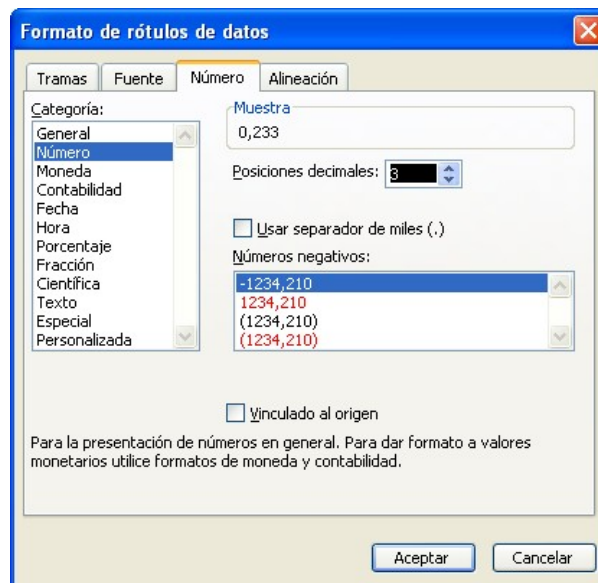 Formato de rótulos de datos
Tramas Fuente Número Alineación
Categoría:
General
Número
Moneda
Contabilidad
Fecha
Hora
Porcentaje
Fracción
Científica
Texto
Especial
Personalizada
Muestra
0,233
Posiciones decimales: 3
Usar separador de miles (.)
Números negativos:
-1234,210
1234,210
(1234,210)
(1234,210)
Vinculado al origen
Para la presentación de números en general. Para dar formato a valores
monetarios utilice formatos de moneda y contabilidad.
Aceptar Cancelar